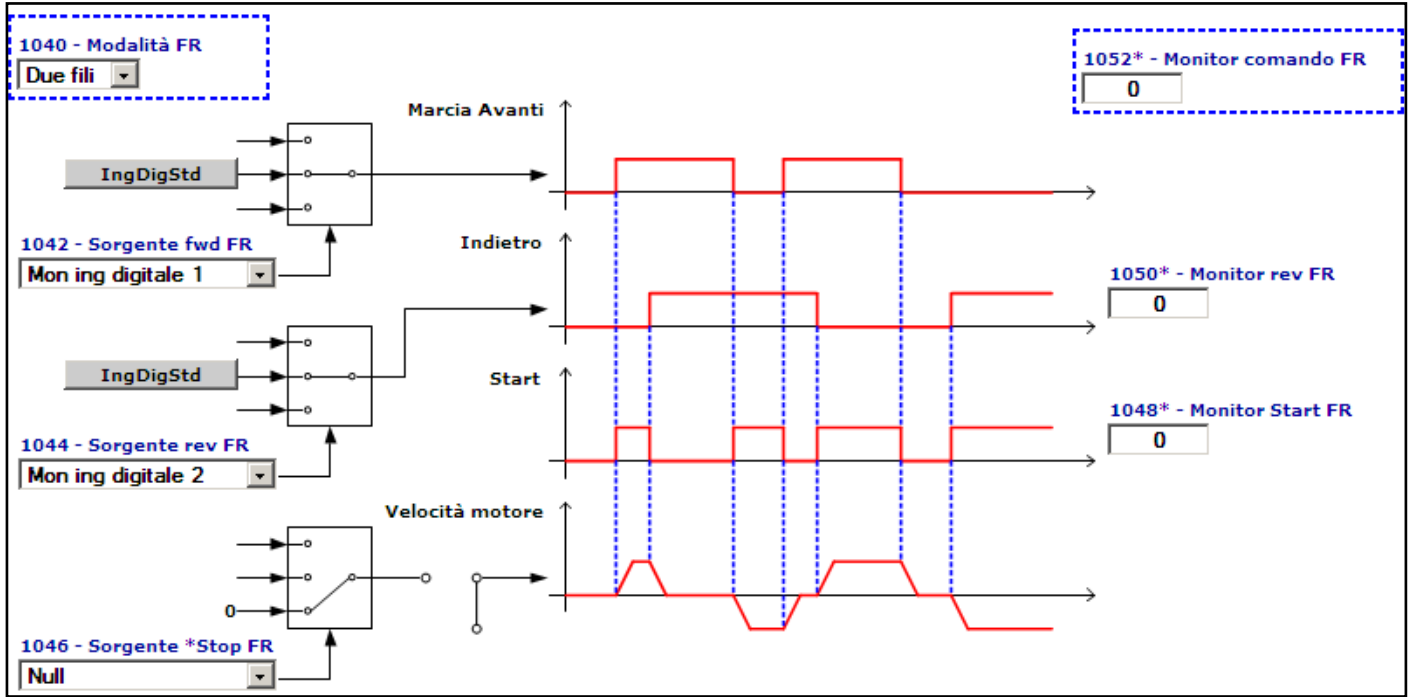 1040 - Modalità FR
Due fili
1052* - Monitor comando FR
0
Marcia Avanti
IngDigStd
1042 - Sorgente fwd FR
Mon ing digitale 1
Indietro
1050* - Monitor rev FR
0
IngDigStd
Start
1048* - Monitor Start FR
0
1044 - Sorgente rev FR
Mon ing digitale 2
Velocità motore
0
1046 - Sorgente *Stop FR
Null